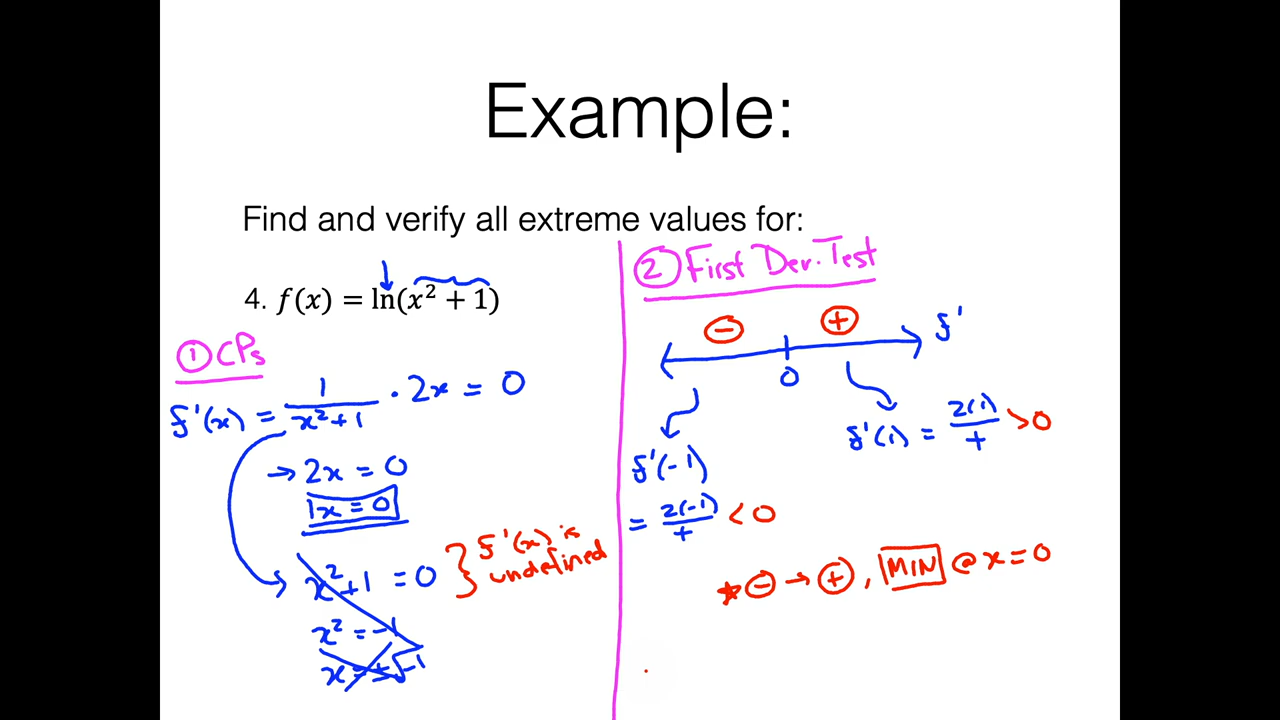 Example:
Find and verify all extreme values for:
4. f(x) = ln(x² + 1)
① CPs
f'(x) = 1/(x²+1) · 2x = 0
→ 2x = 0
x = 0
x²+1 = 0 } f'(x) is undefined
x² = -1
x = ±√-1
② First Der. Test
⊖ ⊕ f'
0
f'(-1)
= 2(-1)/+ < 0
f'(1) = 2(1)/+ > 0
* ⊖ → ⊕, MIN @ x = 0